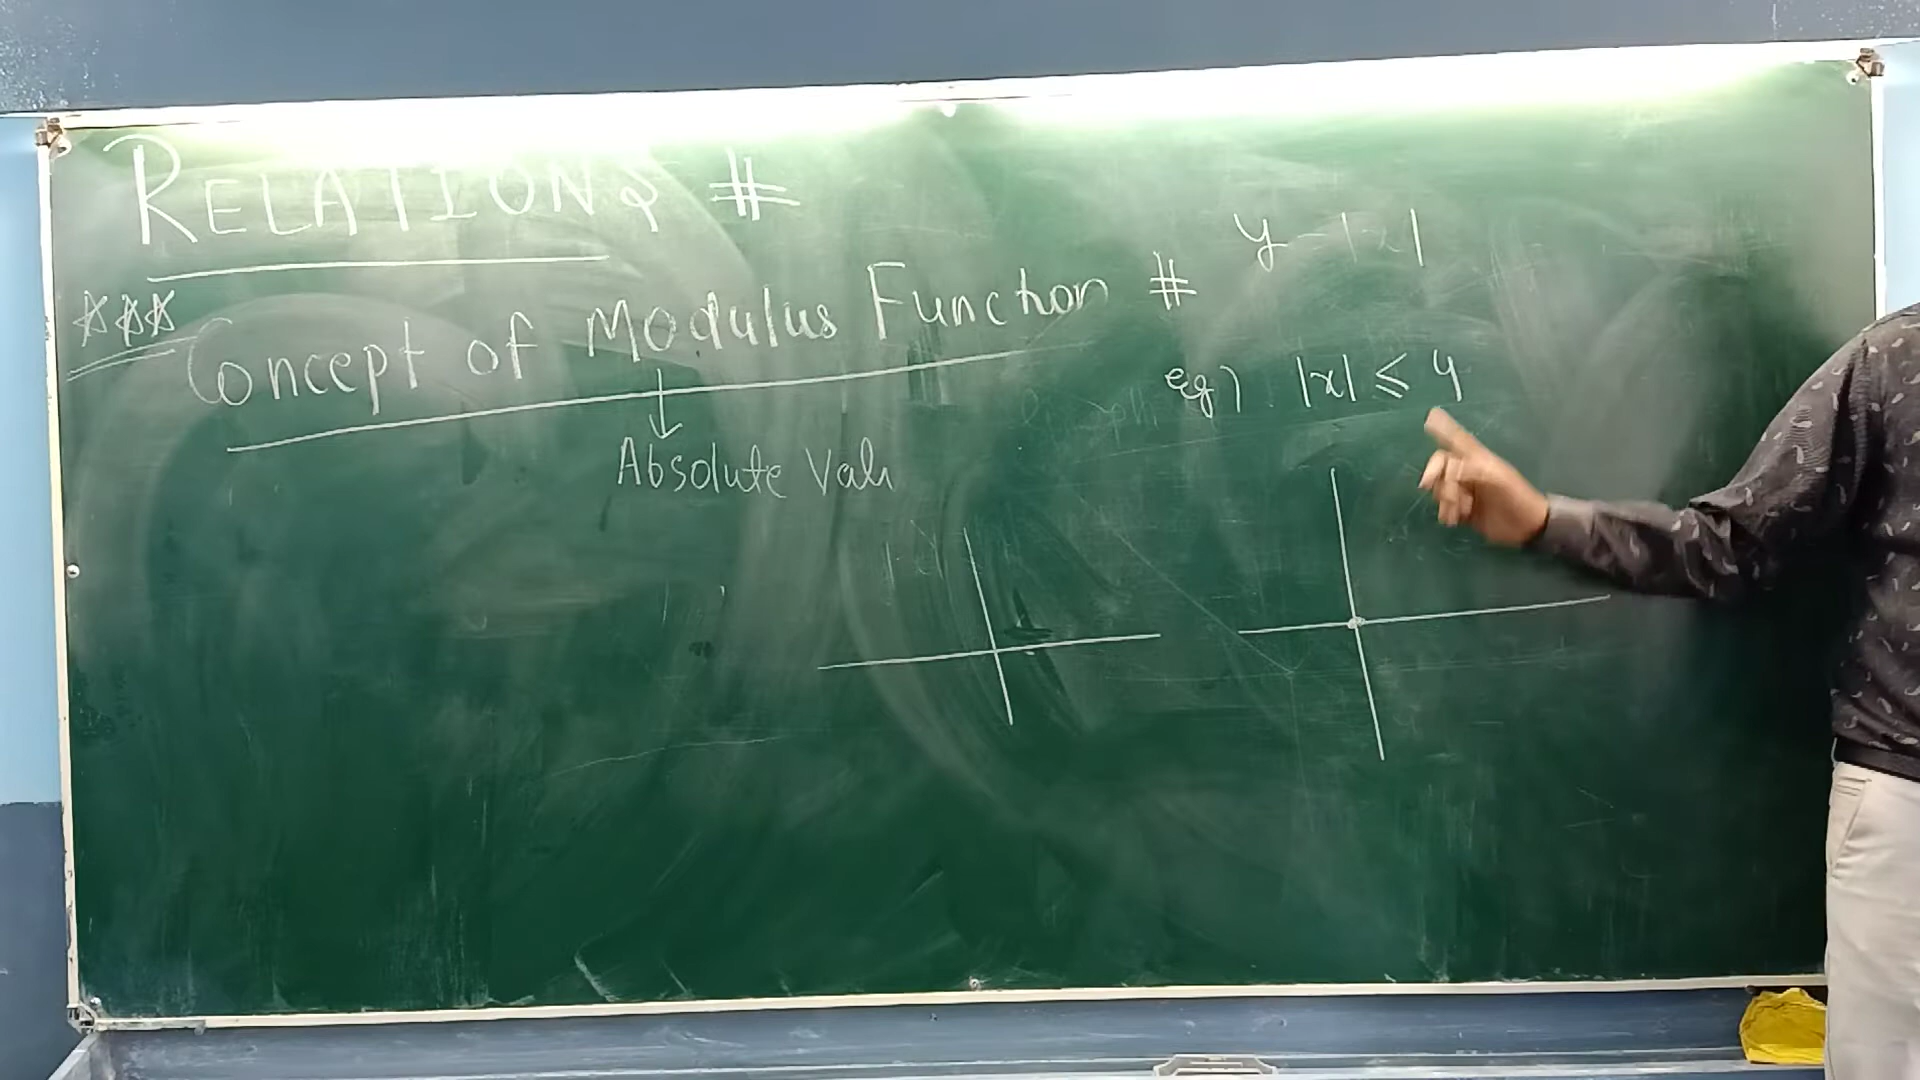 RELATIONS #
y = |x|
*** Concept of Modulus Function #
eg) |x| ≤ 4
Absolute Valu